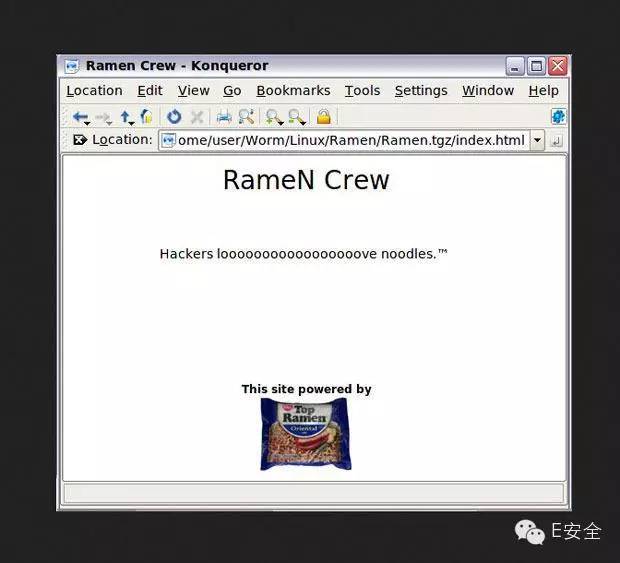 Ramen Crew - Konqueror
Location Edit View Go Bookmarks Tools Settings Window Help
Location: ome/user/Worm/Linux/Ramen/Ramen.tgz/index.html
RameN Crew
Hackers looooooooooooooooove noodles.™
This site powered by
Top
Ramen
Oriental
E安全